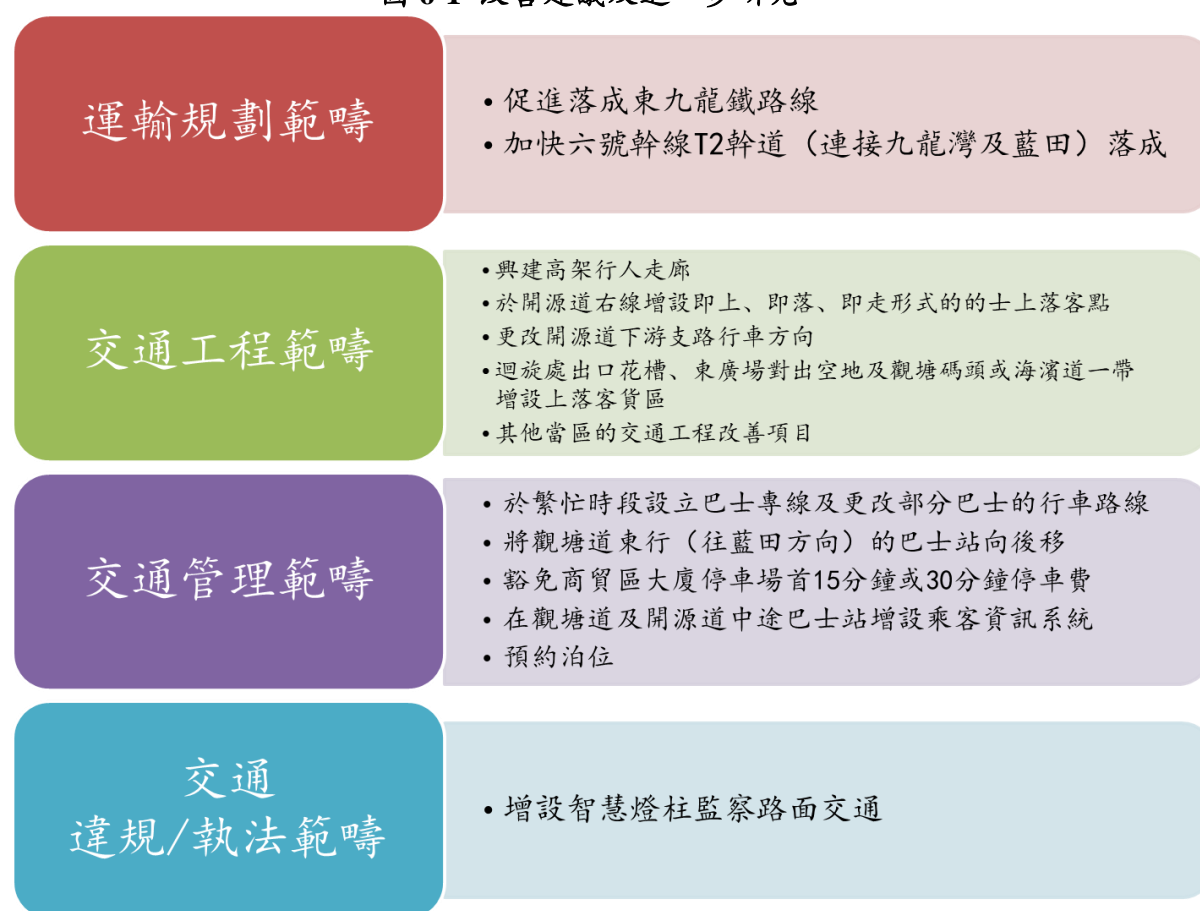 運輸規劃範疇
•促進落成東九龍鐵路線
•加快六號幹線T2幹道（連接九龍灣及藍田）落成
交通工程範疇
•興建高架行人走廊
•於開源道右線增設即上、即落、即走形式的的士上落客點
•更改開源道下游支路行車方向
•迴旋處出口花槽、東廣場對出空地及觀塘碼頭或海濱道一帶
增設上落客貨區
•其他當區的交通工程改善項目
交通管理範疇
•於繁忙時段設立巴士專線及更改部分巴士的行車路線
•將觀塘道東行（往藍田方向）的巴士站向後移
•豁免商貿區大廈停車場首15分鐘或30分鐘停車費
•在觀塘道及開源道中途巴士站增設乘客資訊系統
•預約泊位
交通
違規/執法範疇
•增設智慧燈柱監察路面交通